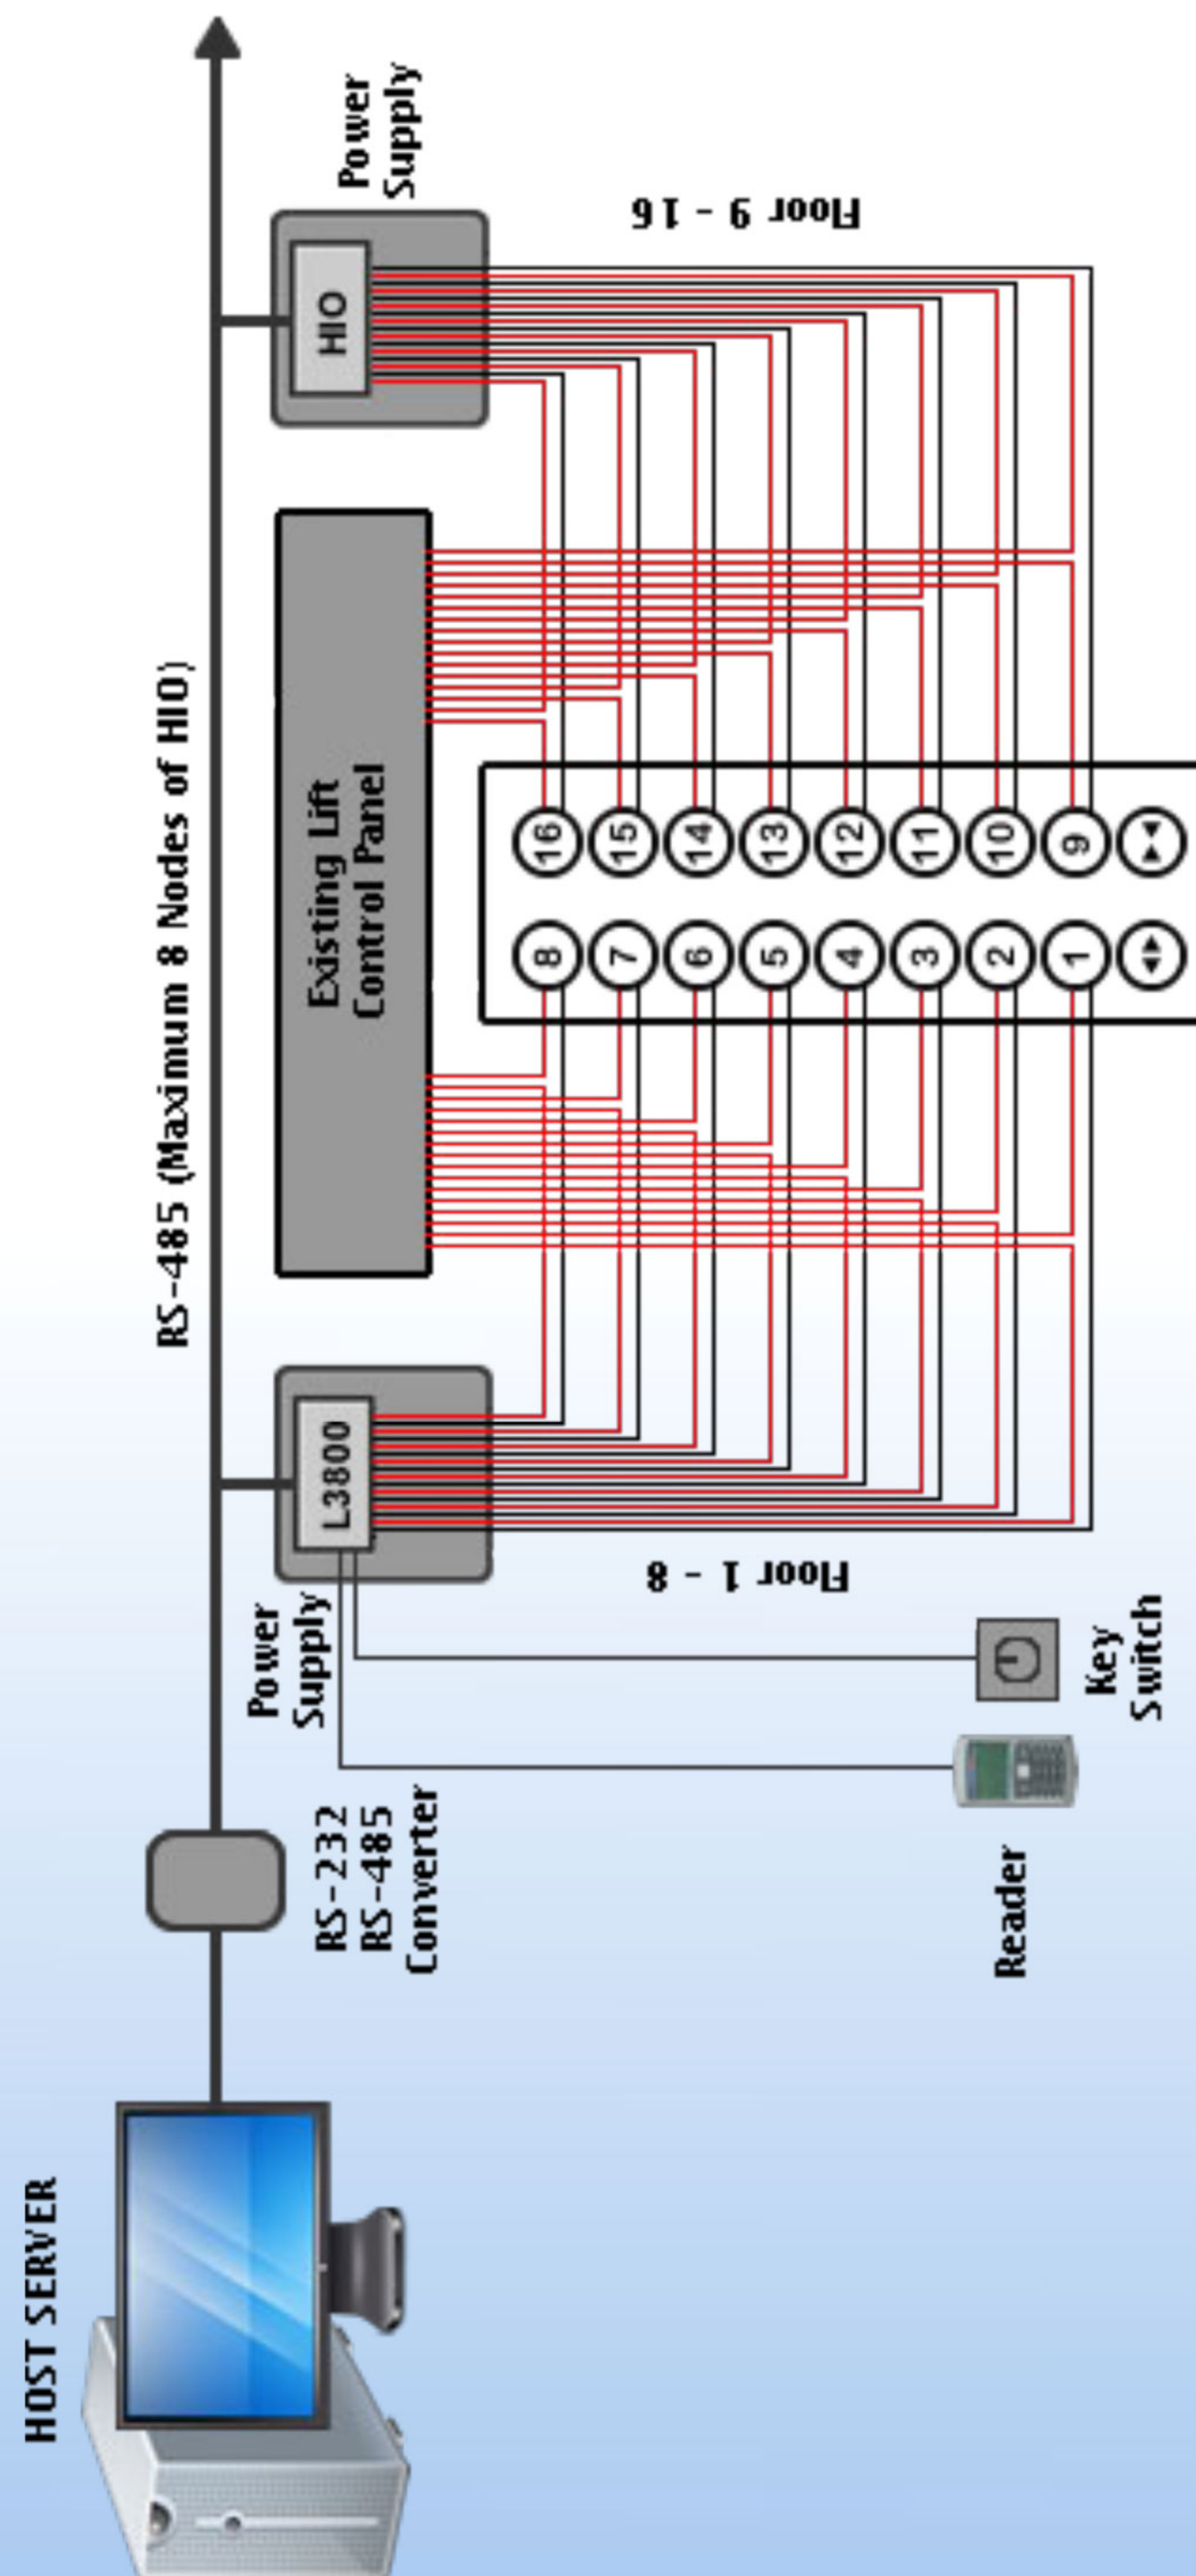 HOST SERVER
RS-232
RS-485
Converter
RS-485 (Maximum 8 Nodes of HIO)
Power
Supply
L3800
Existing Lift
Control Panel
HIO
Power
Supply
Reader
Key
Switch
Floor 1 - 8
Floor 9 - 16
8
16
7
15
6
14
5
13
4
12
3
11
2
10
1
9